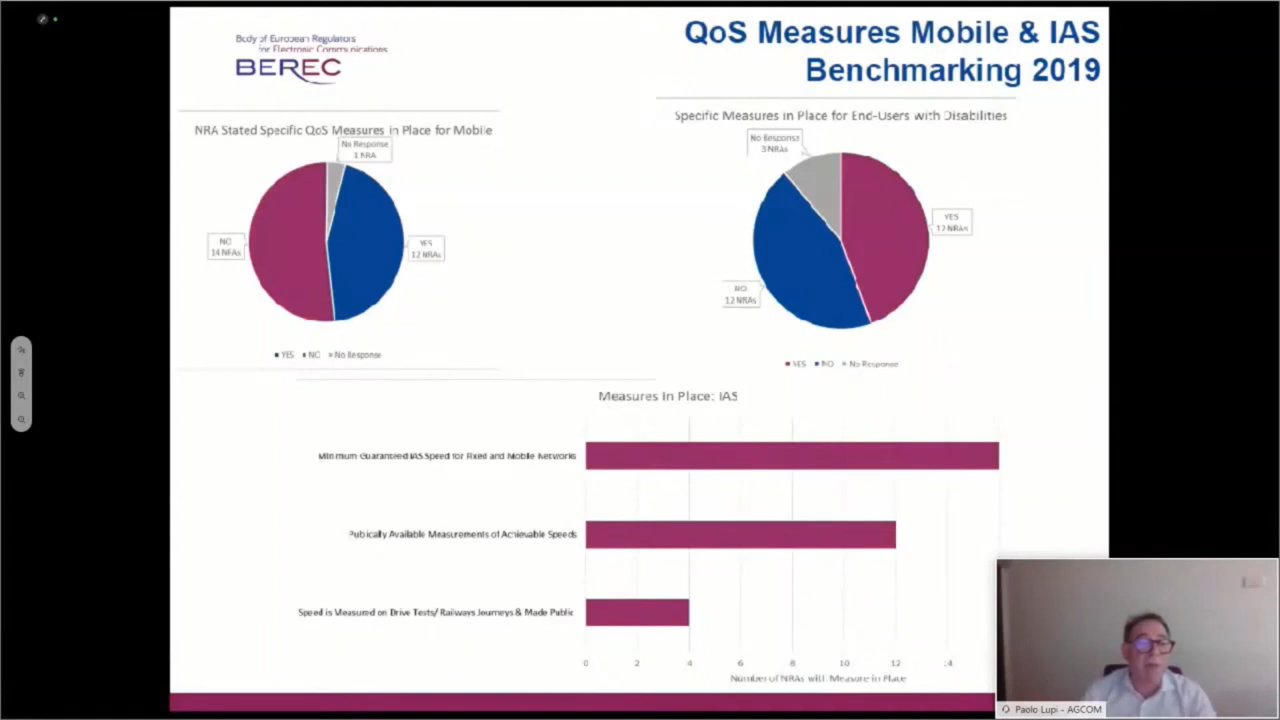 Body of European Regulators
for Electronic Communications
BEREC
QoS Measures Mobile & IAS
Benchmarking 2019
NRA Stated Specific QoS Measures in Place for Mobile
No Response
1 NRA
NO
14 NRAs
YES
12 NRAs
YES NO No Response
Specific Measures in Place for End-Users with Disabilities
No Response
3 NRAs
YES
12 NRAs
NO
12 NRAs
YES NO No Response
Measures in Place: IAS
Minimum Guaranteed IAS Speed for Fixed and Mobile Networks
Publically Available Measurements of Achievable Speeds
Speed is Measured on Drive Tests/ Railways Journeys & Made Public
0 2 4 6 8 10 12 14
Number of NRAs with Measure in Place
Paolo Lupi - AGCOM